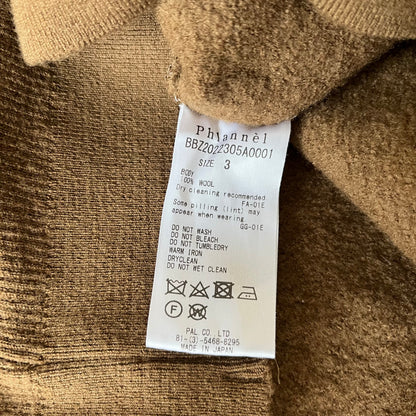 Phlannèl
BBZ2022305A0001
SIZE 3
BODY
100% WOOL
Dry cleaning recommended
FA-01E
Some pilling (lint) may
appear when wearing
GG-01E
DO NOT WASH
DO NOT BLEACH
DO NOT TUMBLEDRY
WARM IRON
DRYCLEAN
DO NOT WET CLEAN
F W
PAL CO. LTD
81-(3)-5468-6295
MADE IN JAPAN